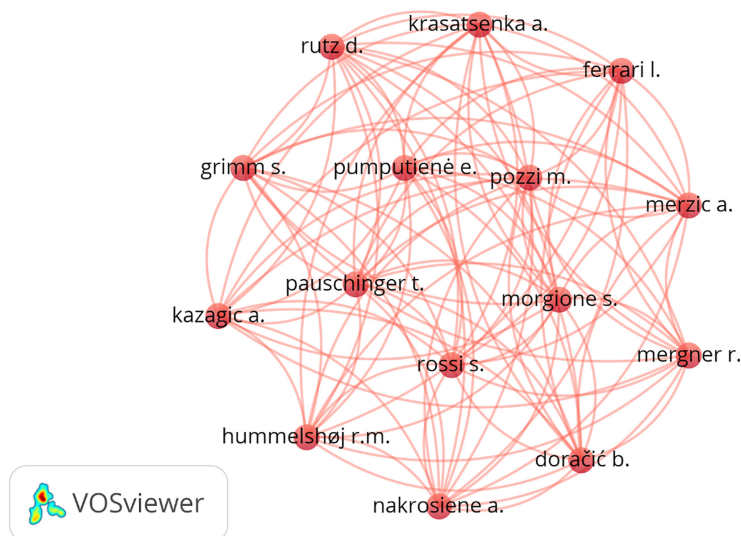 krasatsenka a.
rutz d.
ferrari l.
grimm s.
pumputienė e.
pozzi m.
merzic a.
pauschinger t.
morgione s.
kazagic a.
mergner r.
rossi s.
hummelshøj r.m.
doračić b.
nakrosiene a.
VOSviewer